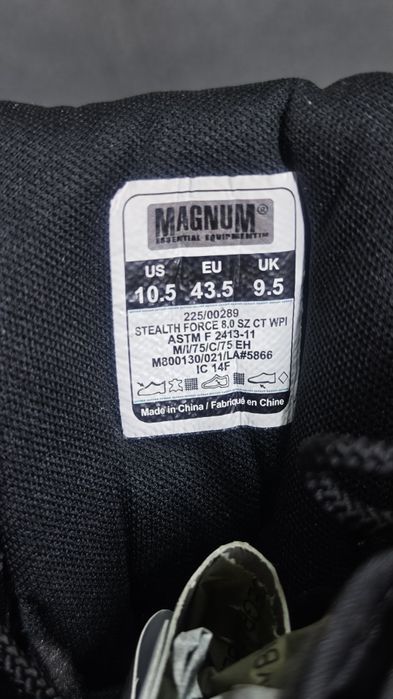 MAGNUM®
ESSENTIAL EQUIPMENT™
US EU UK
10.5 43.5 9.5
225/00289
STEALTH FORCE 8.0 SZ CT WPI
ASTM F 2413-11
M/I/75/C/75 EH
M800130/021/LA#5866
IC 14F
Made in China / Fabriqué en Chine